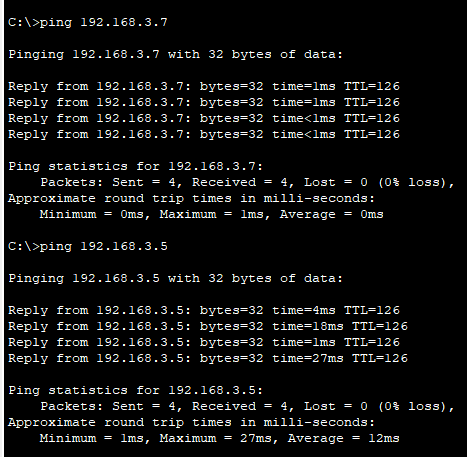 C:\>ping 192.168.3.7
Pinging 192.168.3.7 with 32 bytes of data:
Reply from 192.168.3.7: bytes=32 time=1ms TTL=126
Reply from 192.168.3.7: bytes=32 time=1ms TTL=126
Reply from 192.168.3.7: bytes=32 time<1ms TTL=126
Reply from 192.168.3.7: bytes=32 time<1ms TTL=126
Ping statistics for 192.168.3.7:
    Packets: Sent = 4, Received = 4, Lost = 0 (0% loss),
Approximate round trip times in milli-seconds:
    Minimum = 0ms, Maximum = 1ms, Average = 0ms
C:\>ping 192.168.3.5
Pinging 192.168.3.5 with 32 bytes of data:
Reply from 192.168.3.5: bytes=32 time=4ms TTL=126
Reply from 192.168.3.5: bytes=32 time=18ms TTL=126
Reply from 192.168.3.5: bytes=32 time=1ms TTL=126
Reply from 192.168.3.5: bytes=32 time=27ms TTL=126
Ping statistics for 192.168.3.5:
    Packets: Sent = 4, Received = 4, Lost = 0 (0% loss),
Approximate round trip times in milli-seconds:
    Minimum = 1ms, Maximum = 27ms, Average = 12ms